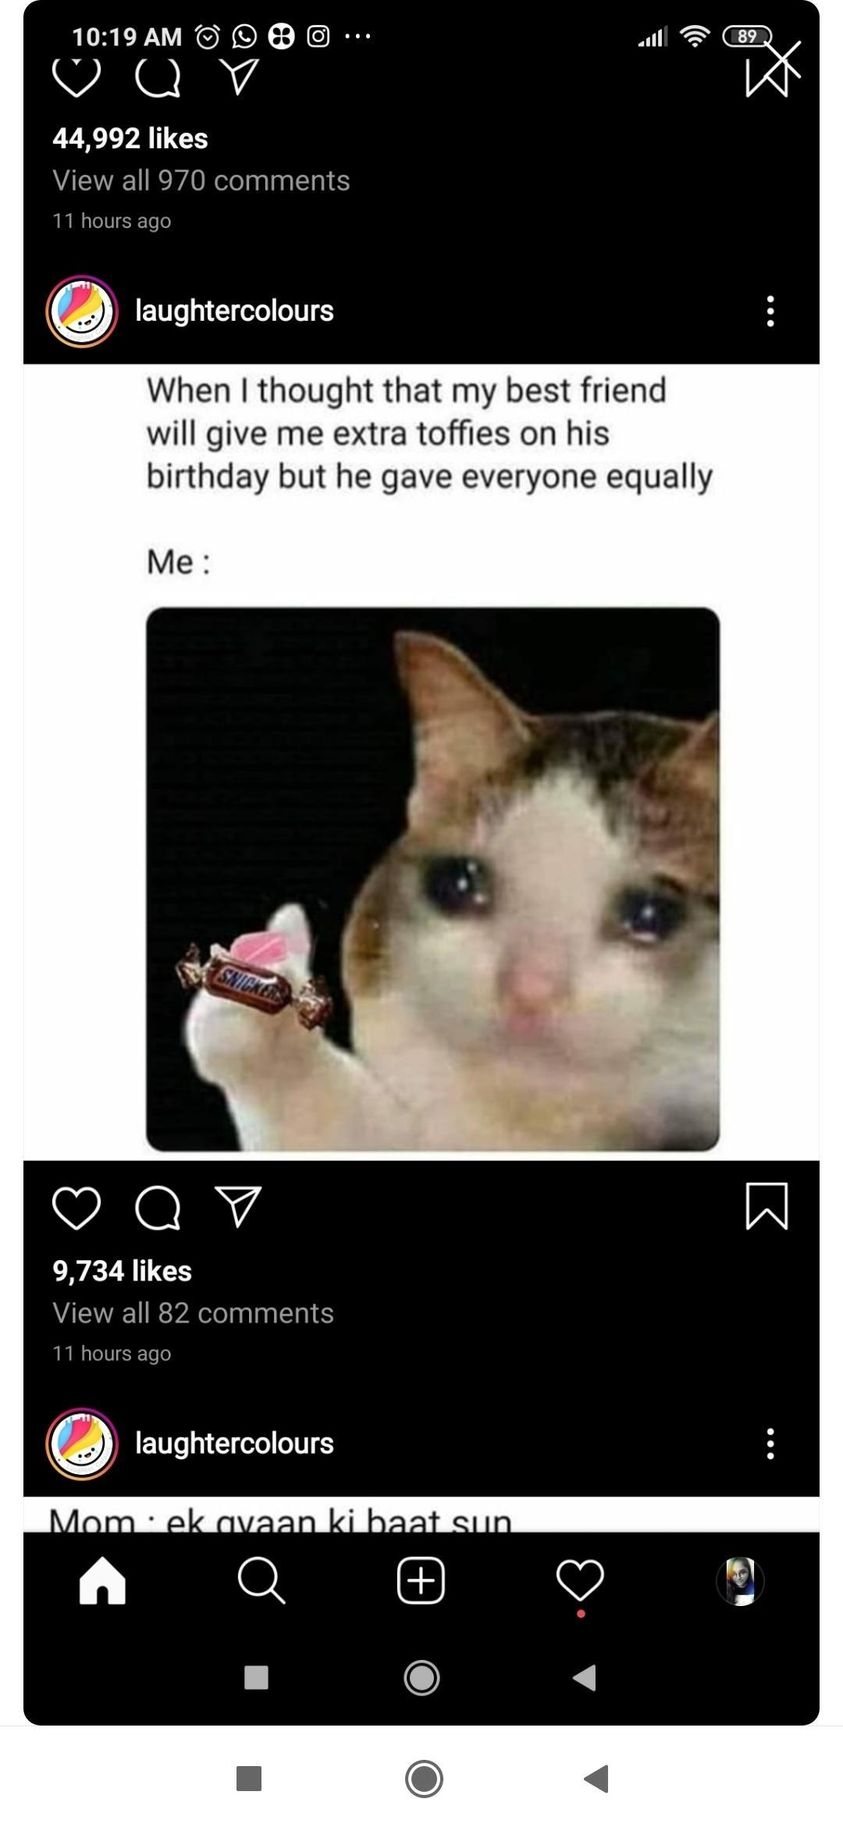 10:19 AM 89
44,992 likes
View all 970 comments
11 hours ago
laughtercolours
When I thought that my best friend
will give me extra toffies on his
birthday but he gave everyone equally
Me :
SNICKERS
9,734 likes
View all 82 comments
11 hours ago
laughtercolours
Mom : ek gyaan ki baat sun